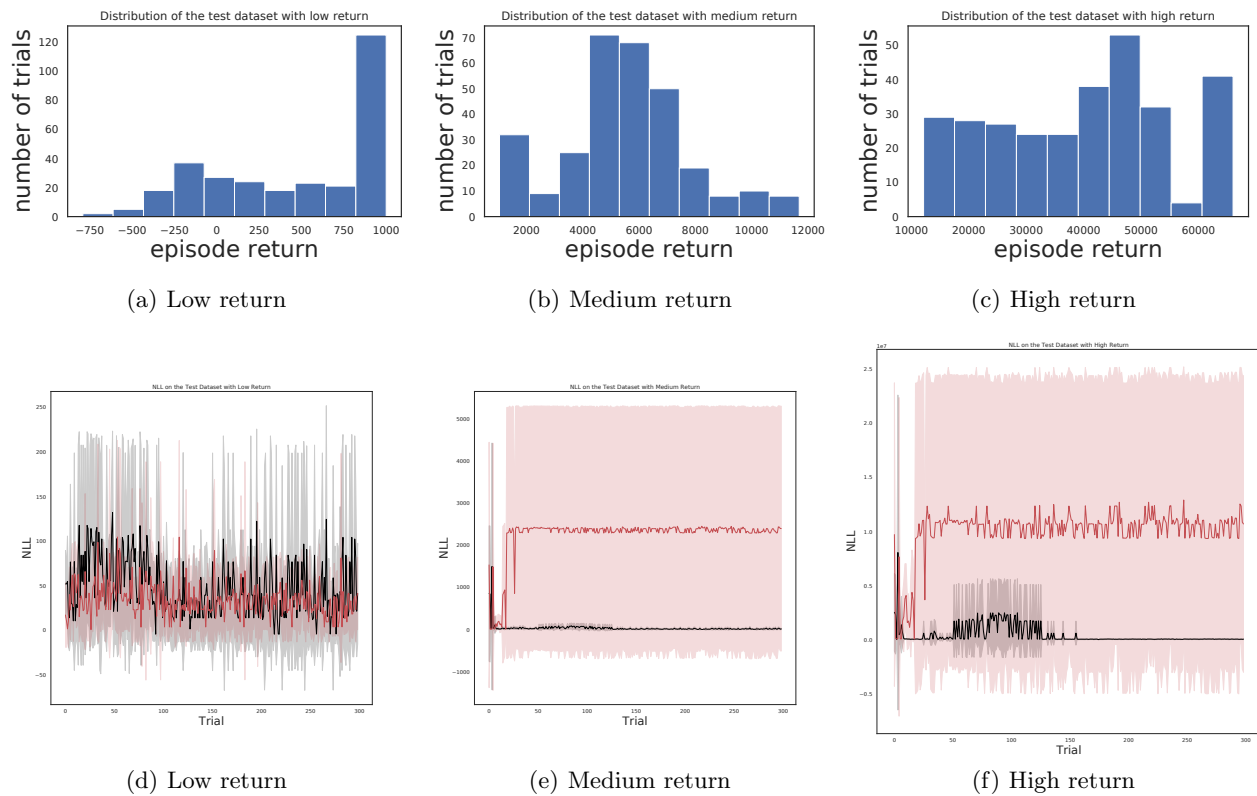 Distribution of the test dataset with low return
number of trials
120
100
80
60
40
20
0
−750 −500 −250 0 250 500 750 1000
episode return
(a) Low return
Distribution of the test dataset with medium return
number of trials
70
60
50
40
30
20
10
0
2000 4000 6000 8000 10000 12000
episode return
(b) Medium return
Distribution of the test dataset with high return
number of trials
50
40
30
20
10
0
10000 20000 30000 40000 50000 60000
episode return
(c) High return
NLL on the Test Dataset with Low Return
NLL
250
200
150
100
50
0
−50
0 50 100 150 200 250 300
Trial
(d) Low return
NLL on the Test Dataset with Medium Return
NLL
5000
4000
3000
2000
1000
0
−1000
0 50 100 150 200 250 300
Trial
(e) Medium return
1e7
NLL on the Test Dataset with High Return
NLL
2.5
2.0
1.5
1.0
0.5
0.0
−0.5
0 50 100 150 200 250 300
Trial
(f) High return